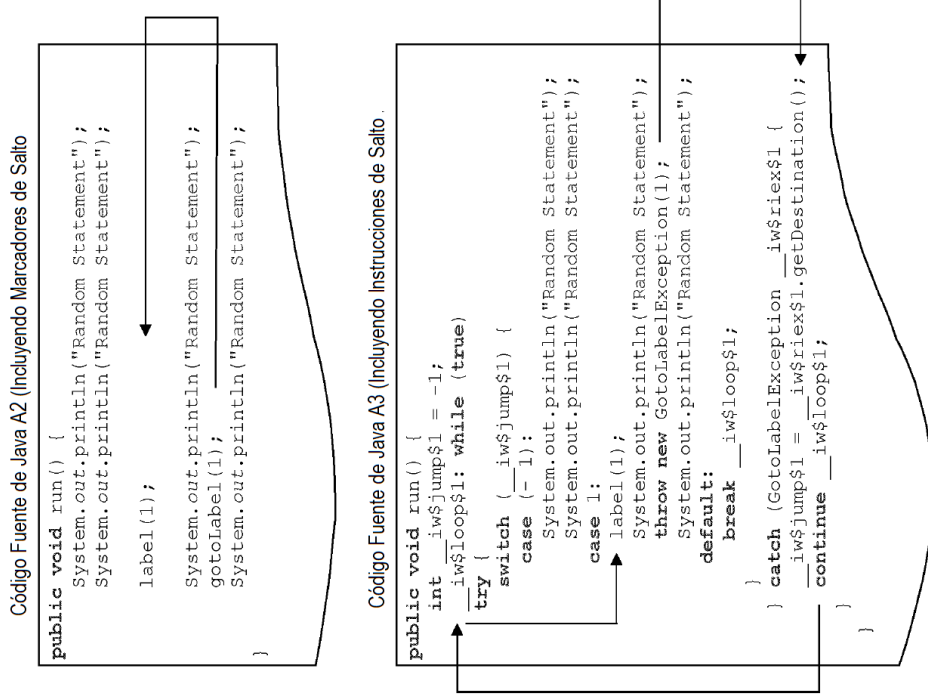 Código Fuente de Java A2 (Incluyendo Marcadores de Salto
public void run() {
System.out.println("Random Statement");
System.out.println("Random Statement");
label(1);
System.out.println("Random Statement");
gotoLabel(1);
System.out.println("Random Statement");
}
Código Fuente de Java A3 (Incluyendo Instrucciones de Salto.
public void run() {
int __iw$jump$1 = -1;
__iw$loop$1: while (true)
try {
switch (__iw$jump$1) {
case (-1):
System.out.println("Random Statement");
System.out.println("Random Statement");
case 1:
label(1);
System.out.println("Random Statement");
throw new GotoLabelException(1);
System.out.println("Random Statement");
default:
break __iw$loop$1;
}
} catch (GotoLabelException __iw$riex$1 {
__iw$jump$1 = __iw$riex$1.getDestination();
continue __iw$loop$1;
}
}